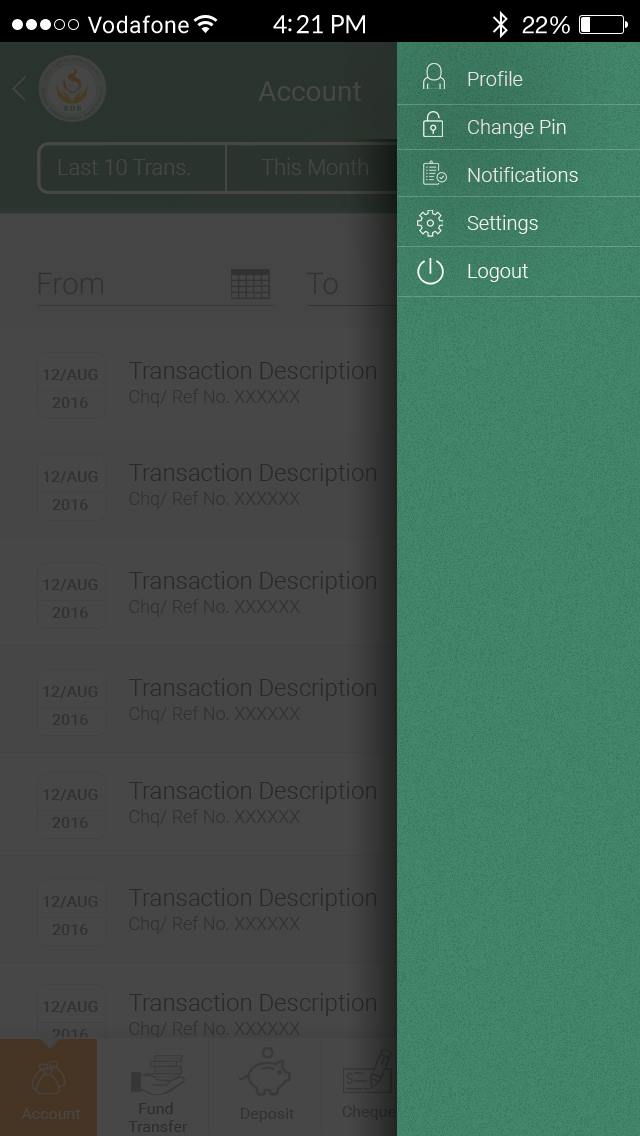 Vodafone 4:21 PM 22%
Account
Last 10 Trans. This Month
From To
12/AUG
2016
Transaction Description
Chq/ Ref No. XXXXXX
12/AUG
2016
Transaction Description
Chq/ Ref No. XXXXXX
12/AUG
2016
Transaction Description
Chq/ Ref No. XXXXXX
12/AUG
2016
Transaction Description
Chq/ Ref No. XXXXXX
12/AUG
2016
Transaction Description
Chq/ Ref No. XXXXXX
12/AUG
2016
Transaction Description
Chq/ Ref No. XXXXXX
12/AUG
2016
Transaction Description
Chq/ Ref No. XXXXXX
Account
Fund
Transfer
Deposit
Cheque
Profile
Change Pin
Notifications
Settings
Logout